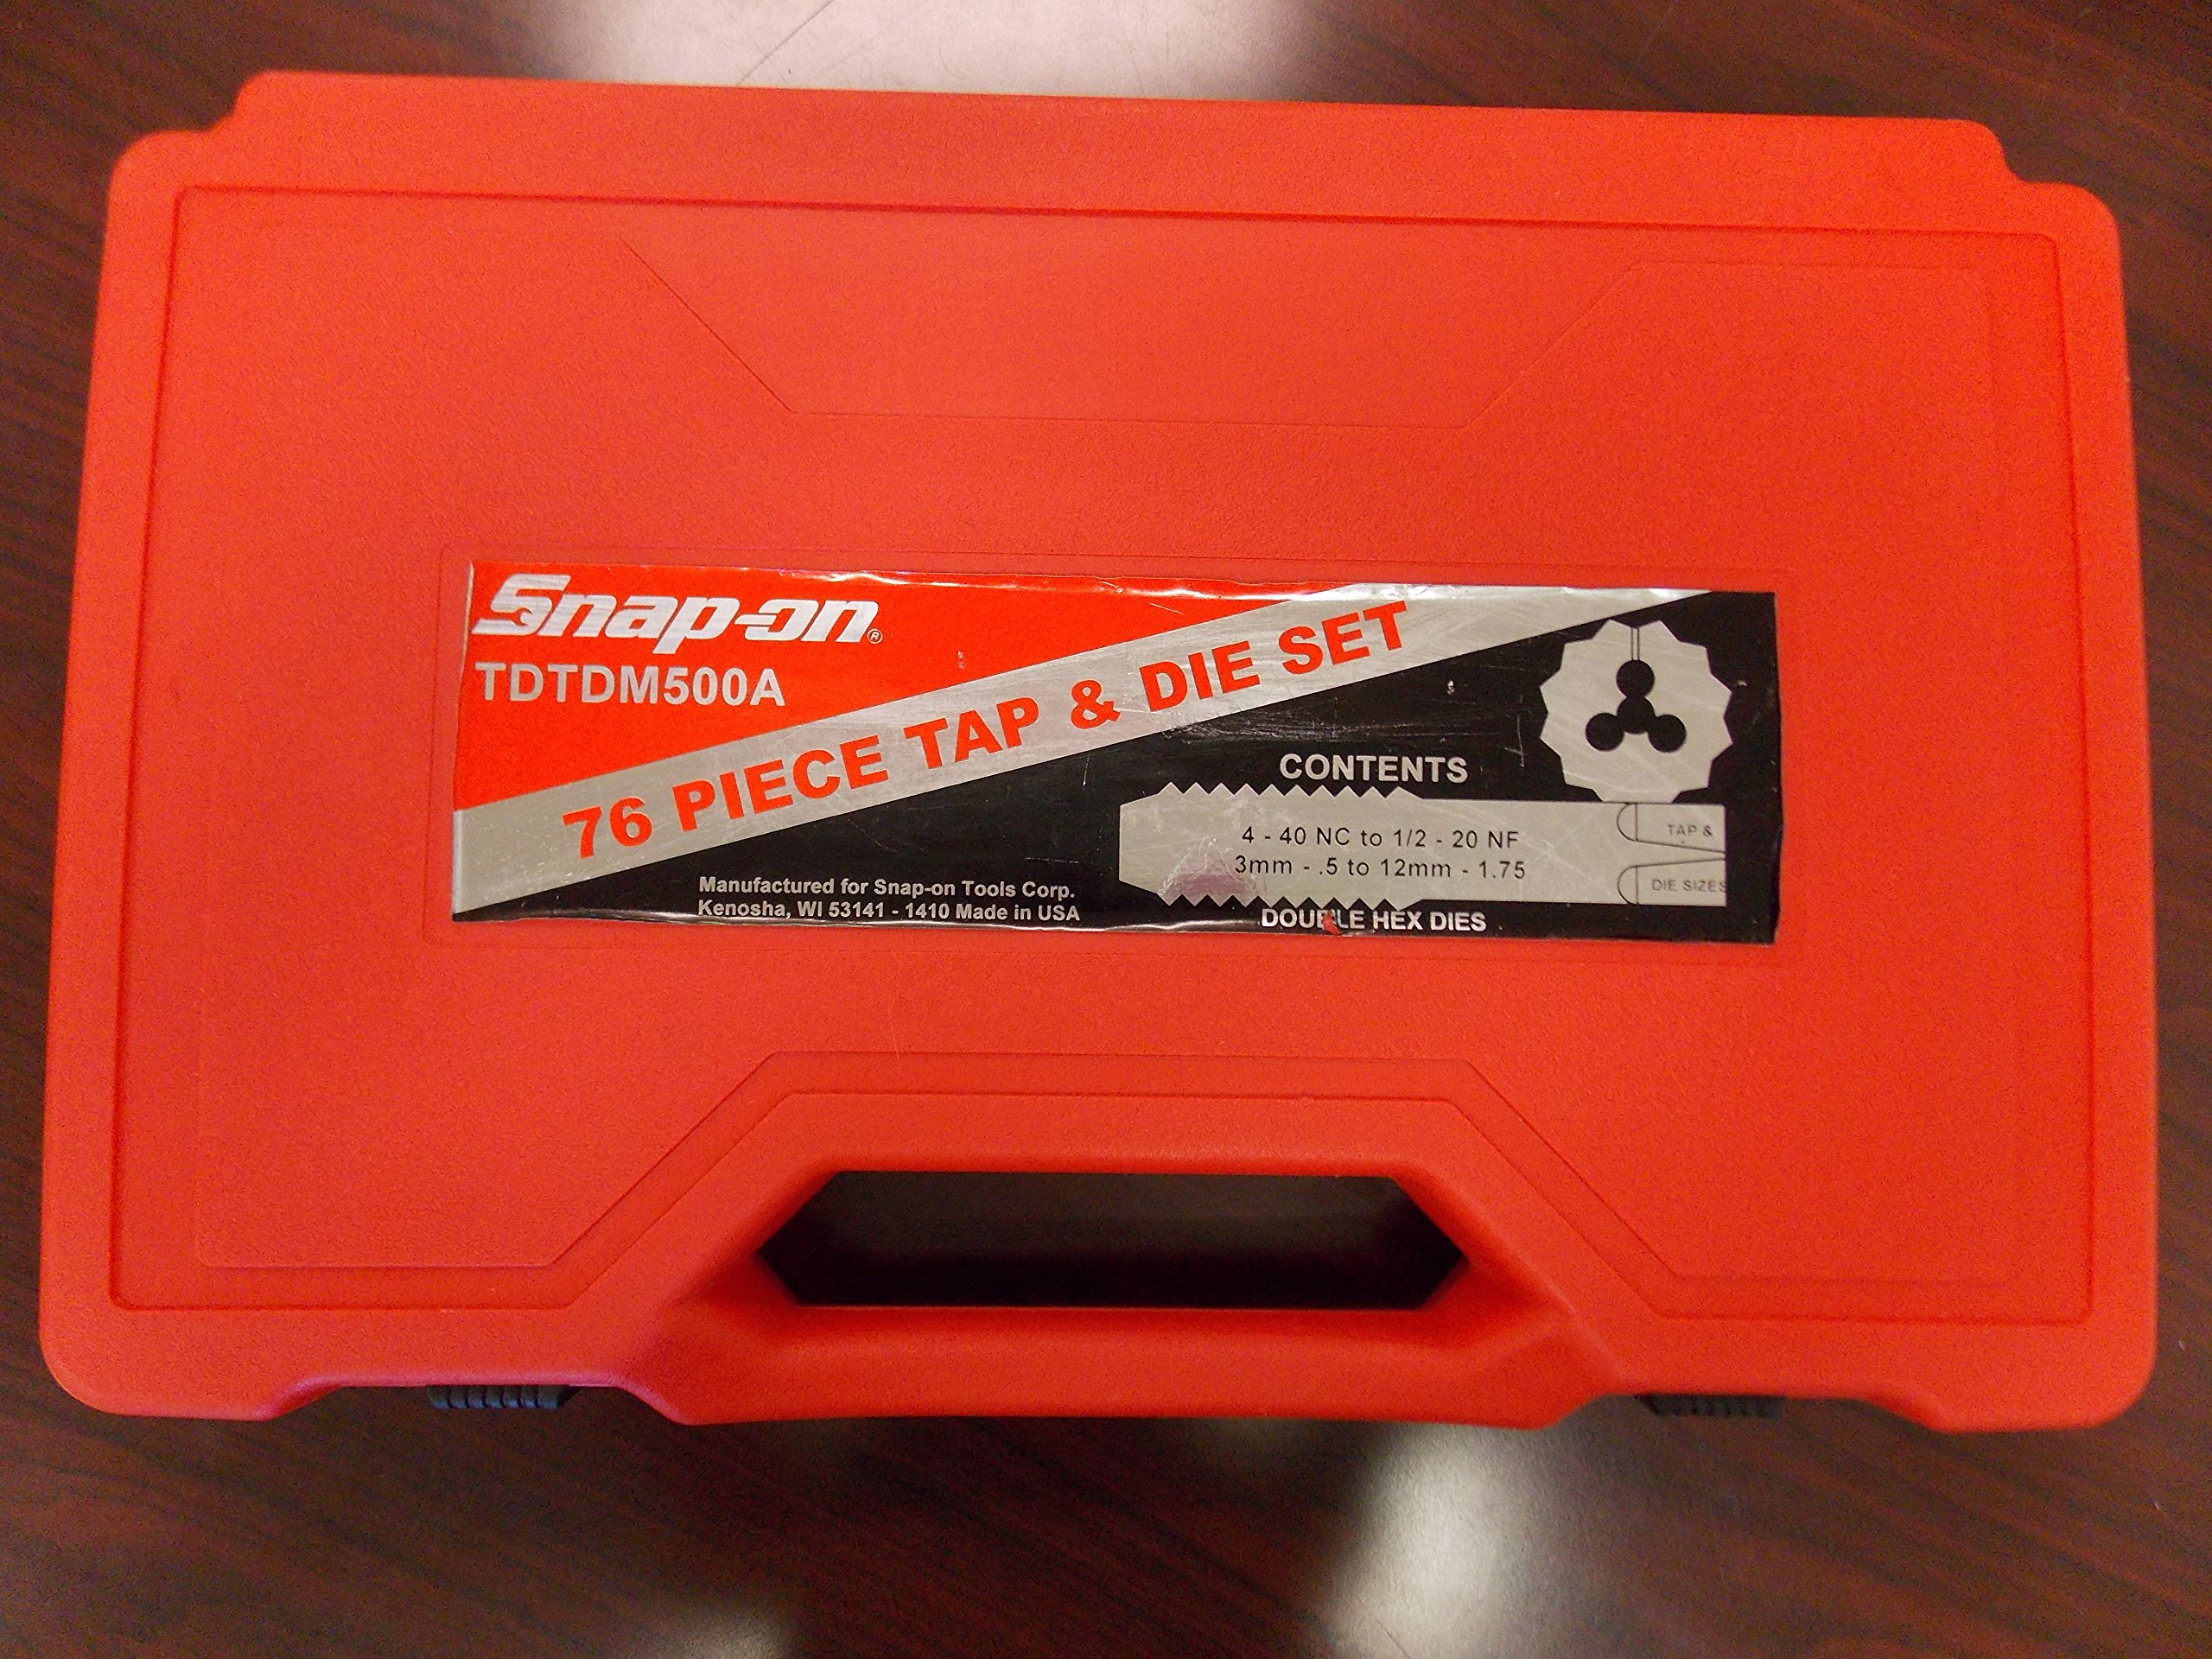 Snap-on®
TDTDM500A
76 PIECE TAP & DIE SET
CONTENTS
4 - 40 NC to 1/2 - 20 NF
3mm - .5 to 12mm - 1.75
TAP &
DIE SIZES
DOUBLE HEX DIES
Manufactured for Snap-on Tools Corp.
Kenosha, WI 53141 - 1410 Made in USA